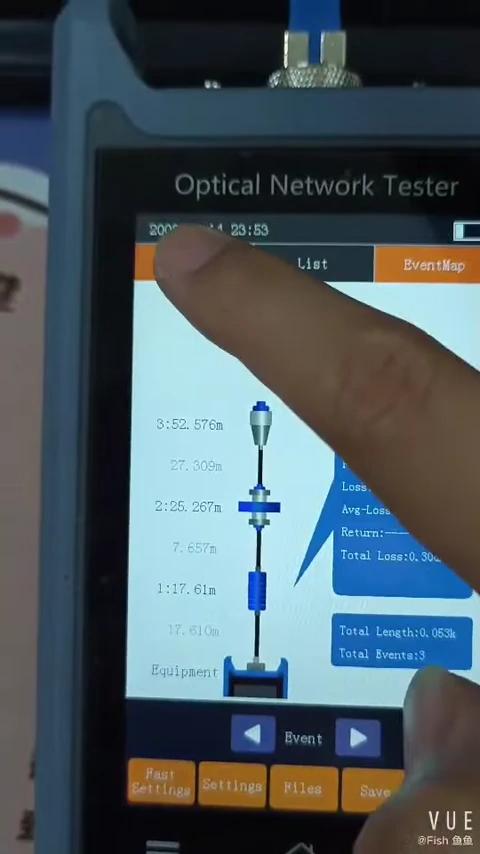 Optical Network Tester
23:53
List
EventMap
3:52.576m
27.309m
Loss:
2:25.267m
Avg-Loss
Return:----
7.657m
Total Loss:0.30
1:17.61m
17.610m
Total Length:0.053k
Total Events:3
Equipment
Event
Fast Settings
Settings
Files
Save
VUE
@Fish 鱼鱼